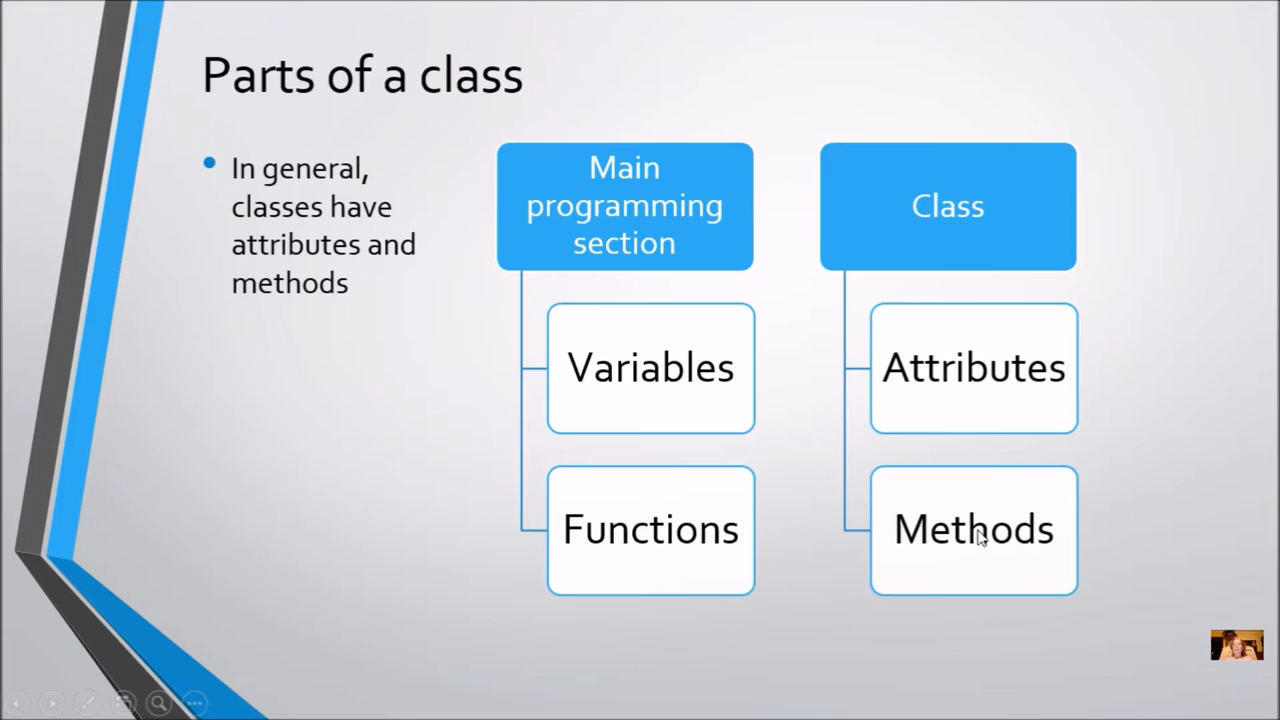 Parts of a class
In general,
classes have
attributes and
methods
Main
programming
section
Variables
Functions
Class
Attributes
Methods